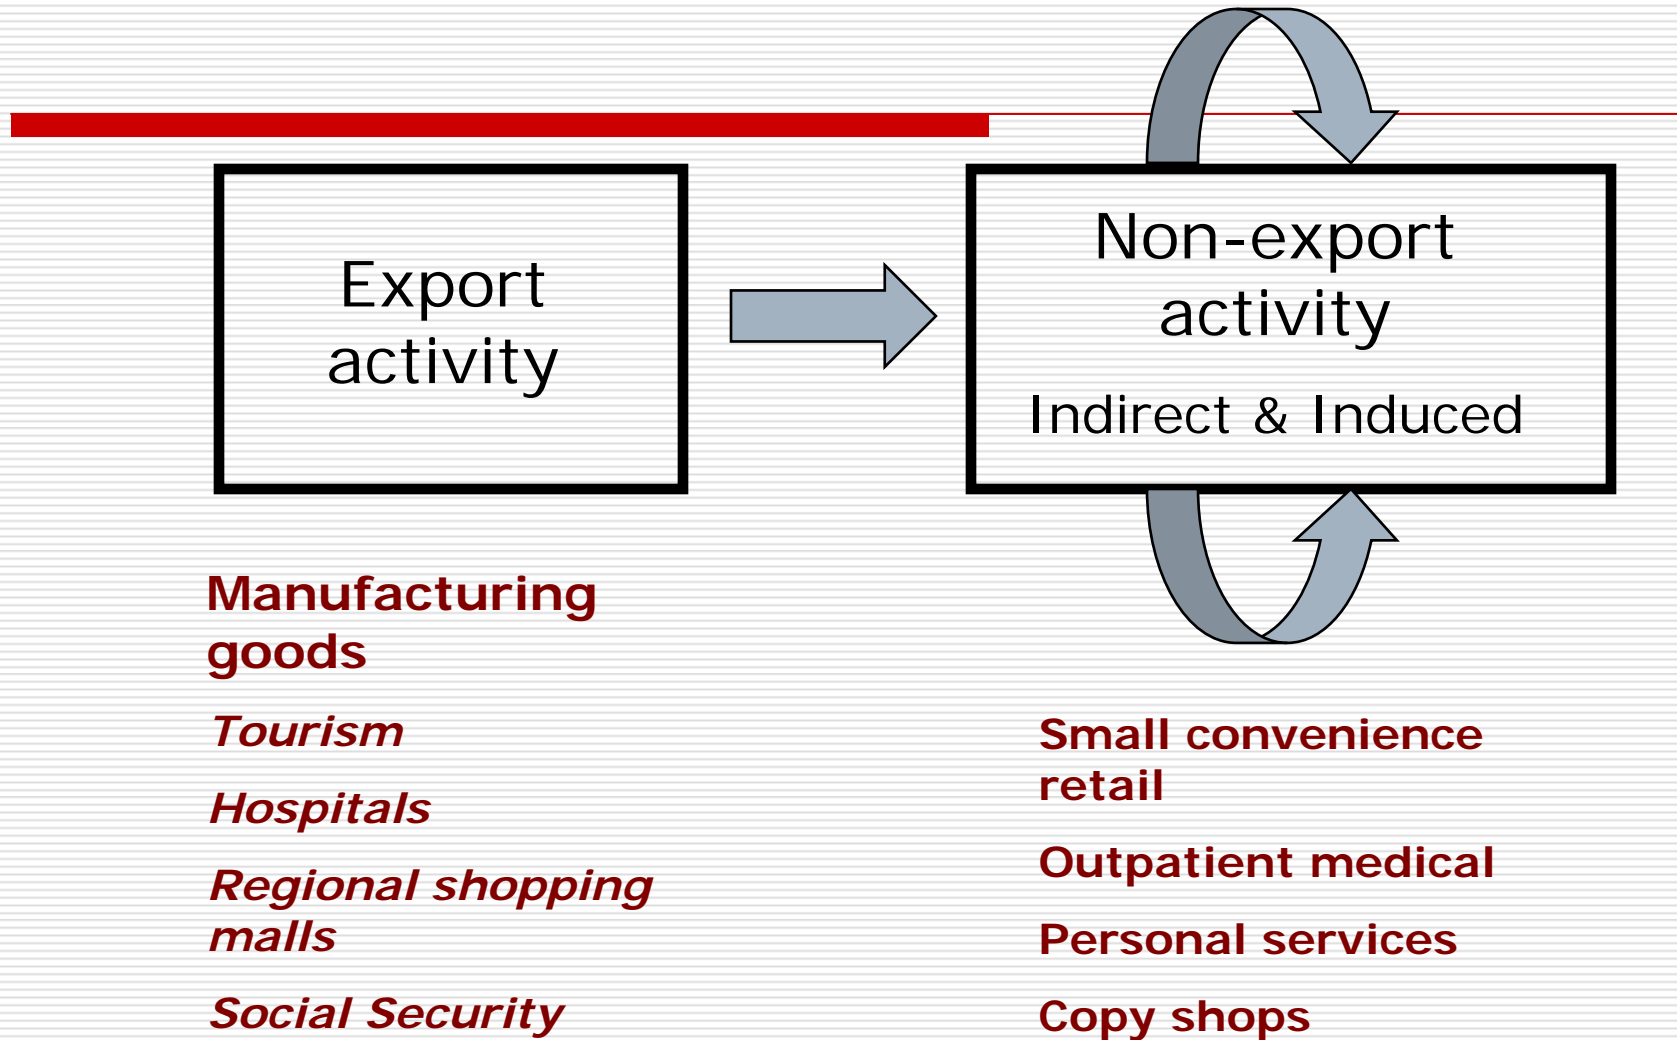 Export
activity
Non-export
activity
Indirect & Induced
Manufacturing
goods
Tourism
Hospitals
Regional shopping
malls
Social Security
Small convenience
retail
Outpatient medical
Personal services
Copy shops